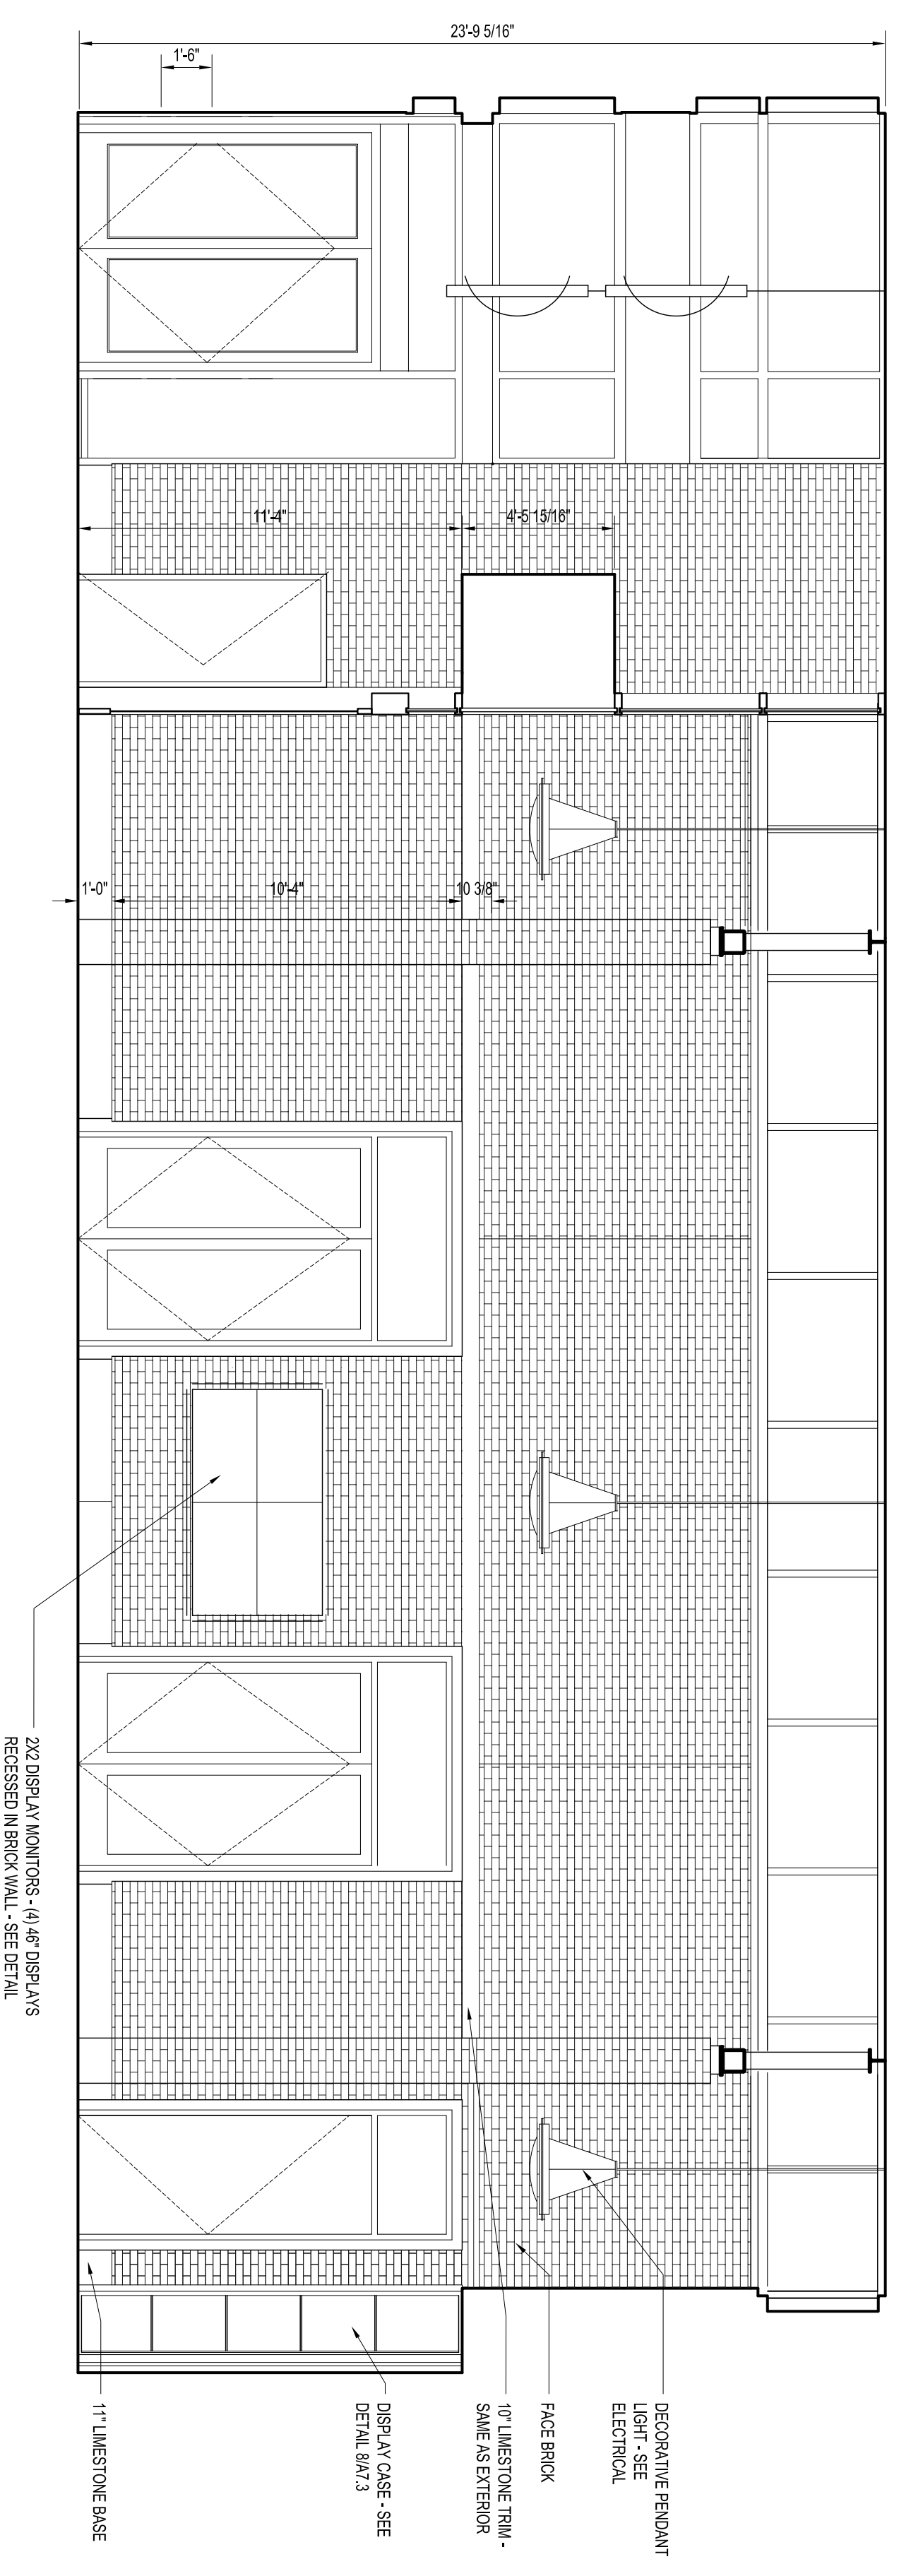 23'-9 5/16"
1'-6"
11'-4"
4'-5 15/16"
1'-0"
10'-4"
10 3/8"
2X2 DISPLAY MONITORS - (4) 46" DISPLAYS
RECESSED IN BRICK WALL - SEE DETAIL
DECORATIVE PENDANT
LIGHT - SEE
ELECTRICAL
FACE BRICK
10" LIMESTONE TRIM -
SAME AS EXTERIOR
DISPLAY CASE - SEE
DETAIL 8/A7.3
11" LIMESTONE BASE